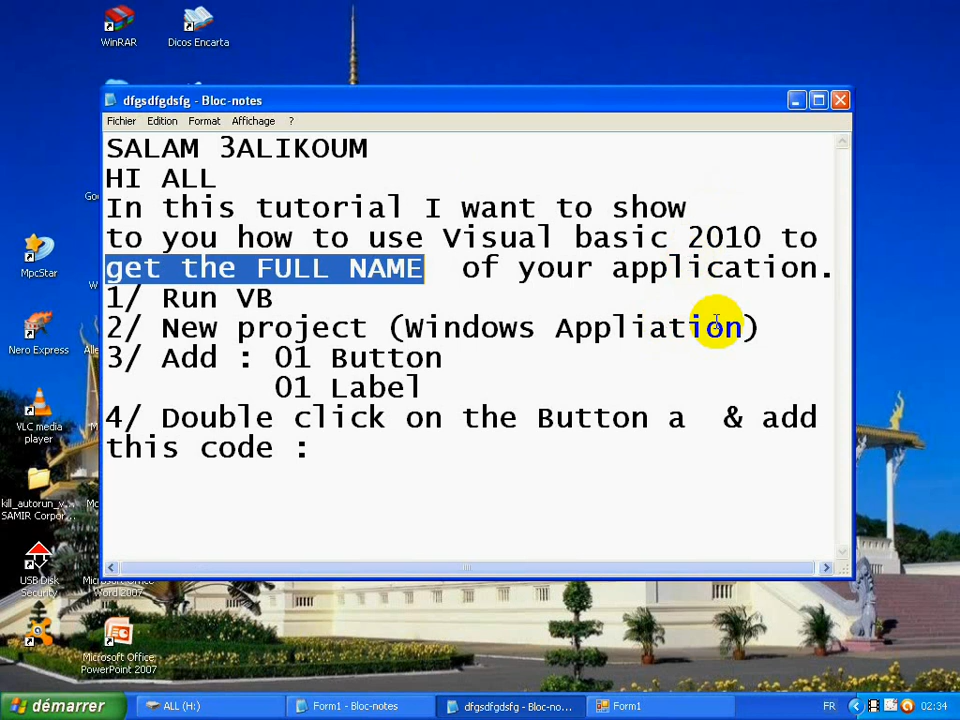 WinRAR
Dicos Encarta
dfgsdfgdsfg - Bloc-notes
Fichier Edition Format Affichage ?
SALAM 3ALIKOUM
HI ALL
In this tutorial I want to show
to you how to use Visual basic 2010 to
get the FULL NAME of your application.
1/ Run VB
2/ New project (Windows Appliation)
3/ Add : 01 Button
01 Label
4/ Double click on the Button a & add
this code :
MpcStar
Nero Express
VLC media
player
kill_autorun_v...
SAMIR Corpor...
USB Disk
Security
Word 2007
Microsoft Office
PowerPoint 2007
démarrer
ALL (H:)
Form1 - Bloc-notes
dfgsdfgdsfg - Bloc-no...
Form1
FR
02:34